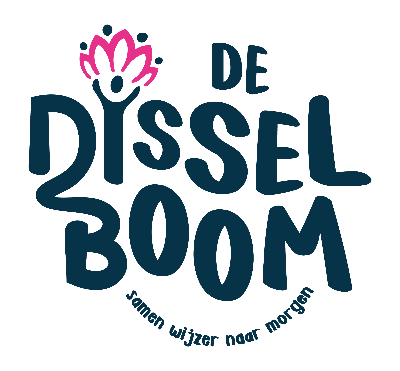 DE
DISSEL
BOOM
samen wijzer naar morgen